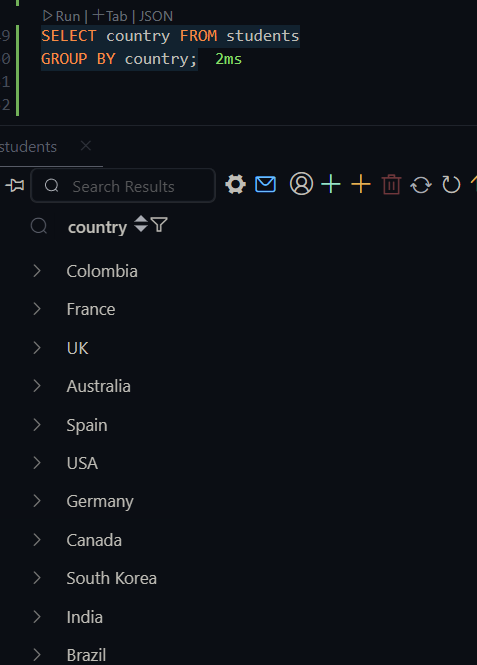 Run | Tab | JSON
9 SELECT country FROM students
0 GROUP BY country; 2ms
1
2
students
Search Results
country
Colombia
France
UK
Australia
Spain
USA
Germany
Canada
South Korea
India
Brazil